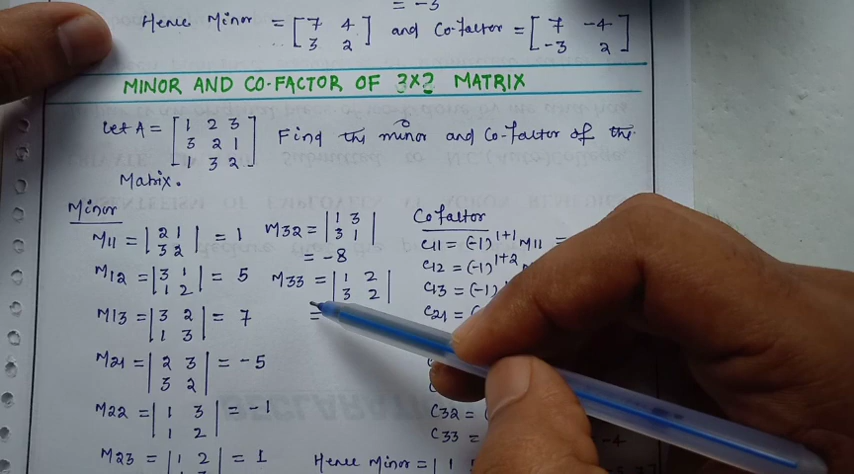 = -3
Hence Minor = [7 4 and Co-factor = [7 -4
3 2] -3 2]
MINOR AND CO-FACTOR OF 3×3 MATRIX
Let A = [1 2 3
3 2 1
1 3 2] Find the minor and Co-factor of the
Matrix.
Minor
M11 = |2 1
3 2| = 1
M12 = |3 1
1 2| = 5
M13 = |3 2
1 3| = 7
M21 = |2 3
3 2| = -5
M22 = |1 3
1 2| = -1
M23 = |1 2
= 1
M32 = |1 3
3 1|
= -8
M33 = |1 2
3 2|
=
Cofactor
C11 = (-1)1+1 M11 =
C12 = (-1)1+2
C13 = (-1)
C21 =
C32 =
C33 = -4
Hence Minor =